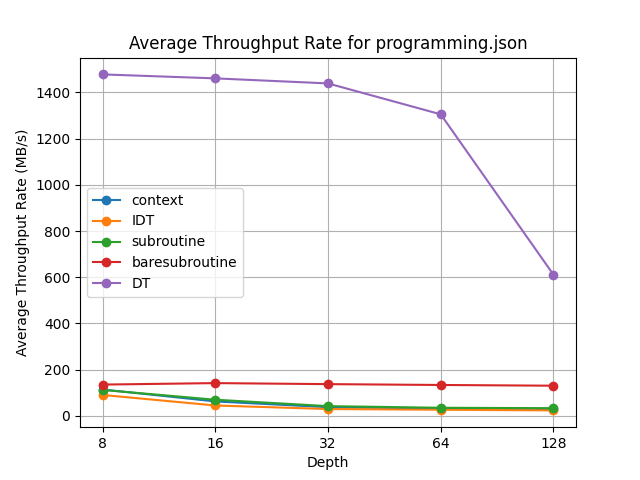 Average Throughput Rate for programming.json
Average Throughput Rate (MB/s)
1400
1200
1000
800
600
400
200
0
context
IDT
subroutine
baresubroutine
DT
8 16 32 64 128
Depth